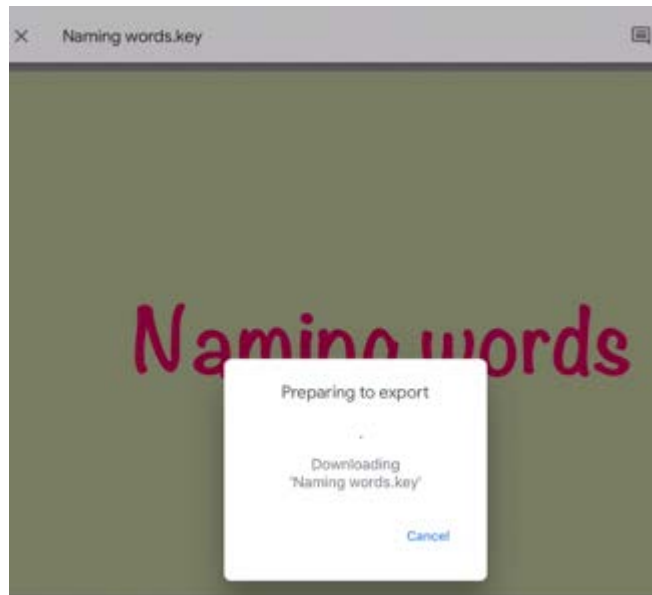 Naming words.key
Naming words
Preparing to export
Downloading
'Naming words.key'
Cancel